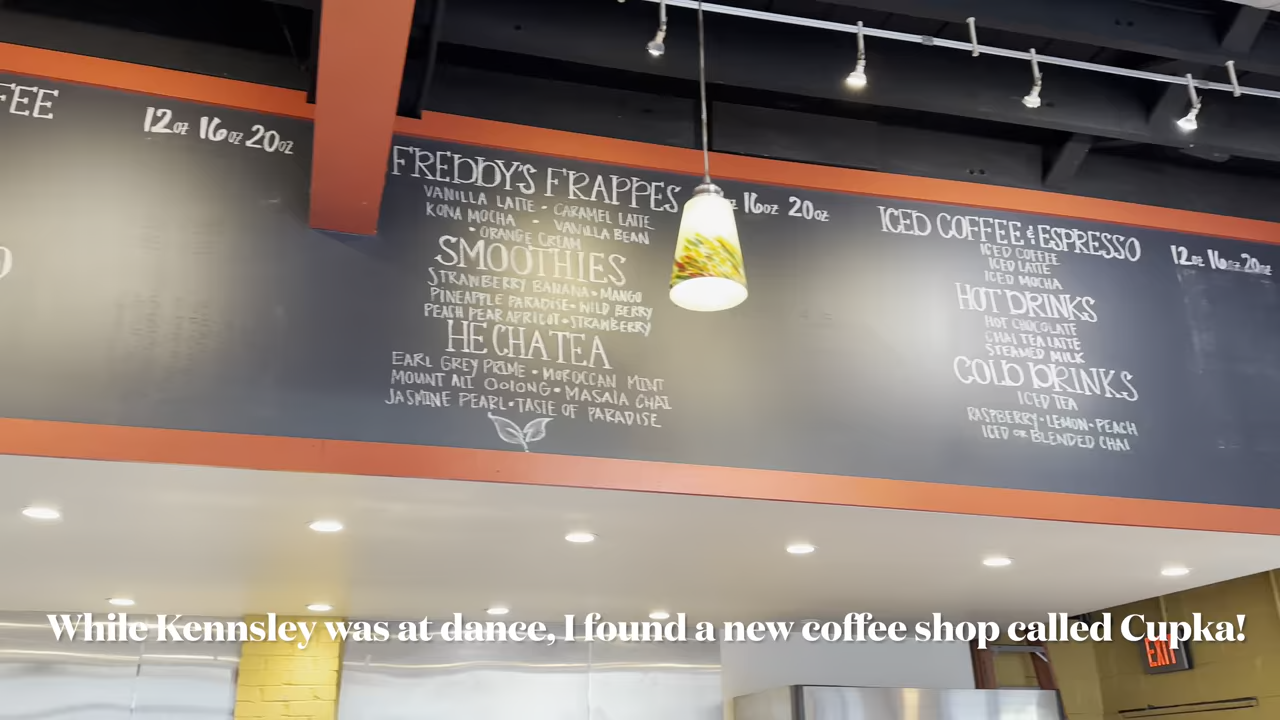 FEE
12oz 16oz 20oz
FREDDY'S FRAPPES
VANILLA LATTE • CARAMEL LATTE
KONA MOCHA • VANILLA BEAN
• ORANGE CREAM
SMOOTHIES
STRAWBERRY BANANA • MANGO
PINEAPPLE PARADISE • WILD BERRY
PEACH PEAR APRICOT • STRAWBERRY
HE CHA TEA
EARL GREY PRIME • MOROCCAN MINT
MOUNT ALI OOLONG • MASALA CHAI
JASMINE PEARL • TASTE OF PARADISE
16oz 20oz
ICED COFFEE & ESPRESSO
12oz 16oz 20oz
ICED COFFEE
ICED LATTE
ICED MOCHA
HOT DRINKS
HOT CHOCOLATE
CHAI TEA LATTE
STEAMED MILK
COLD DRINKS
ICED TEA
RASPBERRY • LEMON • PEACH
ICED OR BLENDED CHAI
While Kennsley was at dance, I found a new coffee shop called Cupka!
EXIT